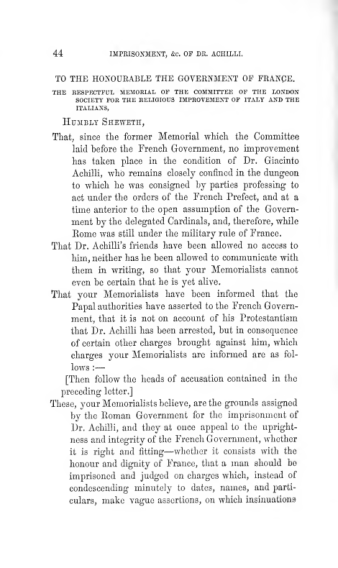 44 IMPRISONMENT, &c. OF DR. ACHILLI.
TO THE HONOURABLE THE GOVERNMENT OF FRANCE.
THE RESPECTFUL MEMORIAL OF THE COMMITTEE OF THE LONDON
SOCIETY FOR THE RELIGIOUS IMPROVEMENT OF ITALY AND THE
ITALIANS,
HUMBLY SHEWETH,
That, since the former Memorial which the Committee
laid before the French Government, no improvement
has taken place in the condition of Dr. Giacinto
Achilli, who remains closely confined in the dungeon
to which he was consigned by parties professing to
act under the orders of the French Prefect, and at a
time anterior to the open assumption of the Govern-
ment by the delegated Cardinals, and, therefore, while
Rome was still under the military rule of France.
That Dr. Achilli's friends have been allowed no access to
him, neither has he been allowed to communicate with
them in writing, so that your Memorialists cannot
even be certain that he is yet alive.
That your Memorialists have been informed that the
Papal authorities have asserted to the French Govern-
ment, that it is not on account of his Protestantism
that Dr. Achilli has been arrested, but in consequence
of certain other charges brought against him, which
charges your Memorialists are informed are as fol-
lows :—
[Then follow the heads of accusation contained in the
preceding letter.]
These, your Memorialists believe, are the grounds assigned
by the Roman Government for the imprisonment of
Dr. Achilli, and they at once appeal to the upright-
ness and integrity of the French Government, whether
it is right and fitting—whether it consists with the
honour and dignity of France, that a man should be
imprisoned and judged on charges which, instead of
condescending minutely to dates, names, and parti-
culars, make vague assertions, on which insinuations